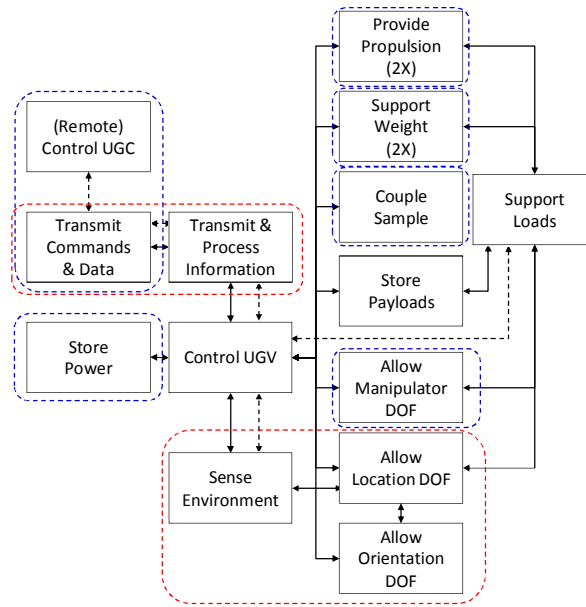 Provide
Propulsion
(2X)
(Remote)
Control UGC
Support
Weight
(2X)
Couple
Sample
Support
Loads
Transmit
Commands
& Data
Transmit &
Process
Information
Store
Payloads
Store
Power
Control UGV
Allow
Manipulator
DOF
Sense
Environment
Allow
Location DOF
Allow
Orientation
DOF